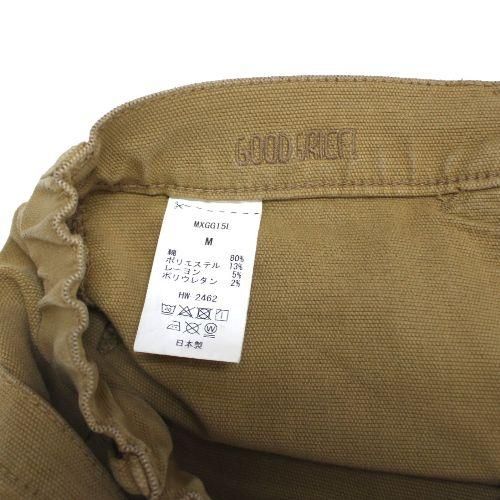 GOOD GRIEF!
MXGG151
M
綿 80%
ポリエステル 13%
レーヨン 5%
ポリウレタン 2%
HW 2462
日本製